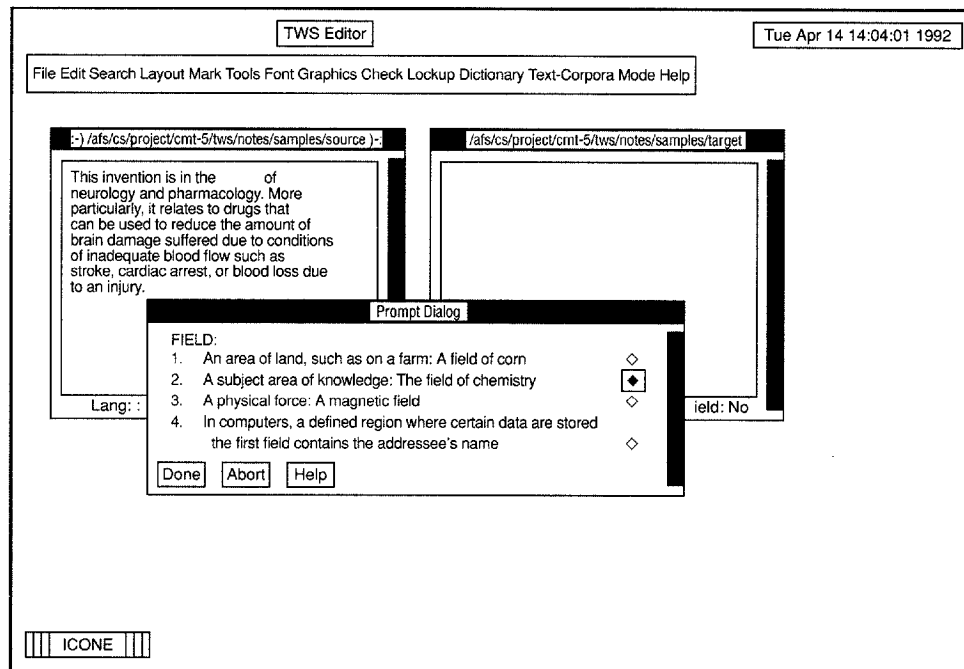 TWS Editor
Tue Apr 14 14:04:01 1992
File Edit Search Layout Mark Tools Font Graphics Check Lockup Dictionary Text-Corpora Mode Help
:-) /afs/cs/project/cmt-5/tws/notes/samples/source )-:
/afs/cs/project/cmt-5/tws/notes/samples/target
This invention is in the of
neurology and pharmacology. More
particularly, it relates to drugs that
can be used to reduce the amount of
brain damage suffered due to conditions
of inadequate blood flow such as
stroke, cardiac arrest, or blood loss due
to an injury.
Prompt Dialog
FIELD:
1. An area of land, such as on a farm: A field of corn
2. A subject area of knowledge: The field of chemistry
3. A physical force: A magnetic field
4. In computers, a defined region where certain data are stored
the first field contains the addressee's name
Lang: :
ield: No
Done Abort Help
ICONE